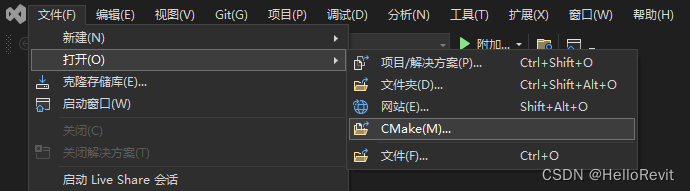 文件(F) 编辑(E) 视图(V) Git(G) 项目(P) 调试(D) 分析(N) 工具(T) 扩展(X) 窗口(W) 帮助(H)
新建(N)
附加...
打开(O)
项目/解决方案(P)... Ctrl+Shift+O
克隆存储库(E)...
文件夹(D)... Ctrl+Shift+Alt+O
启动窗口(W)
网站(E)... Shift+Alt+O
关闭(C)
CMake(M)...
关闭解决方案(T)
文件(F)... Ctrl+O
启动 Live Share 会话
CSDN @HelloRevit